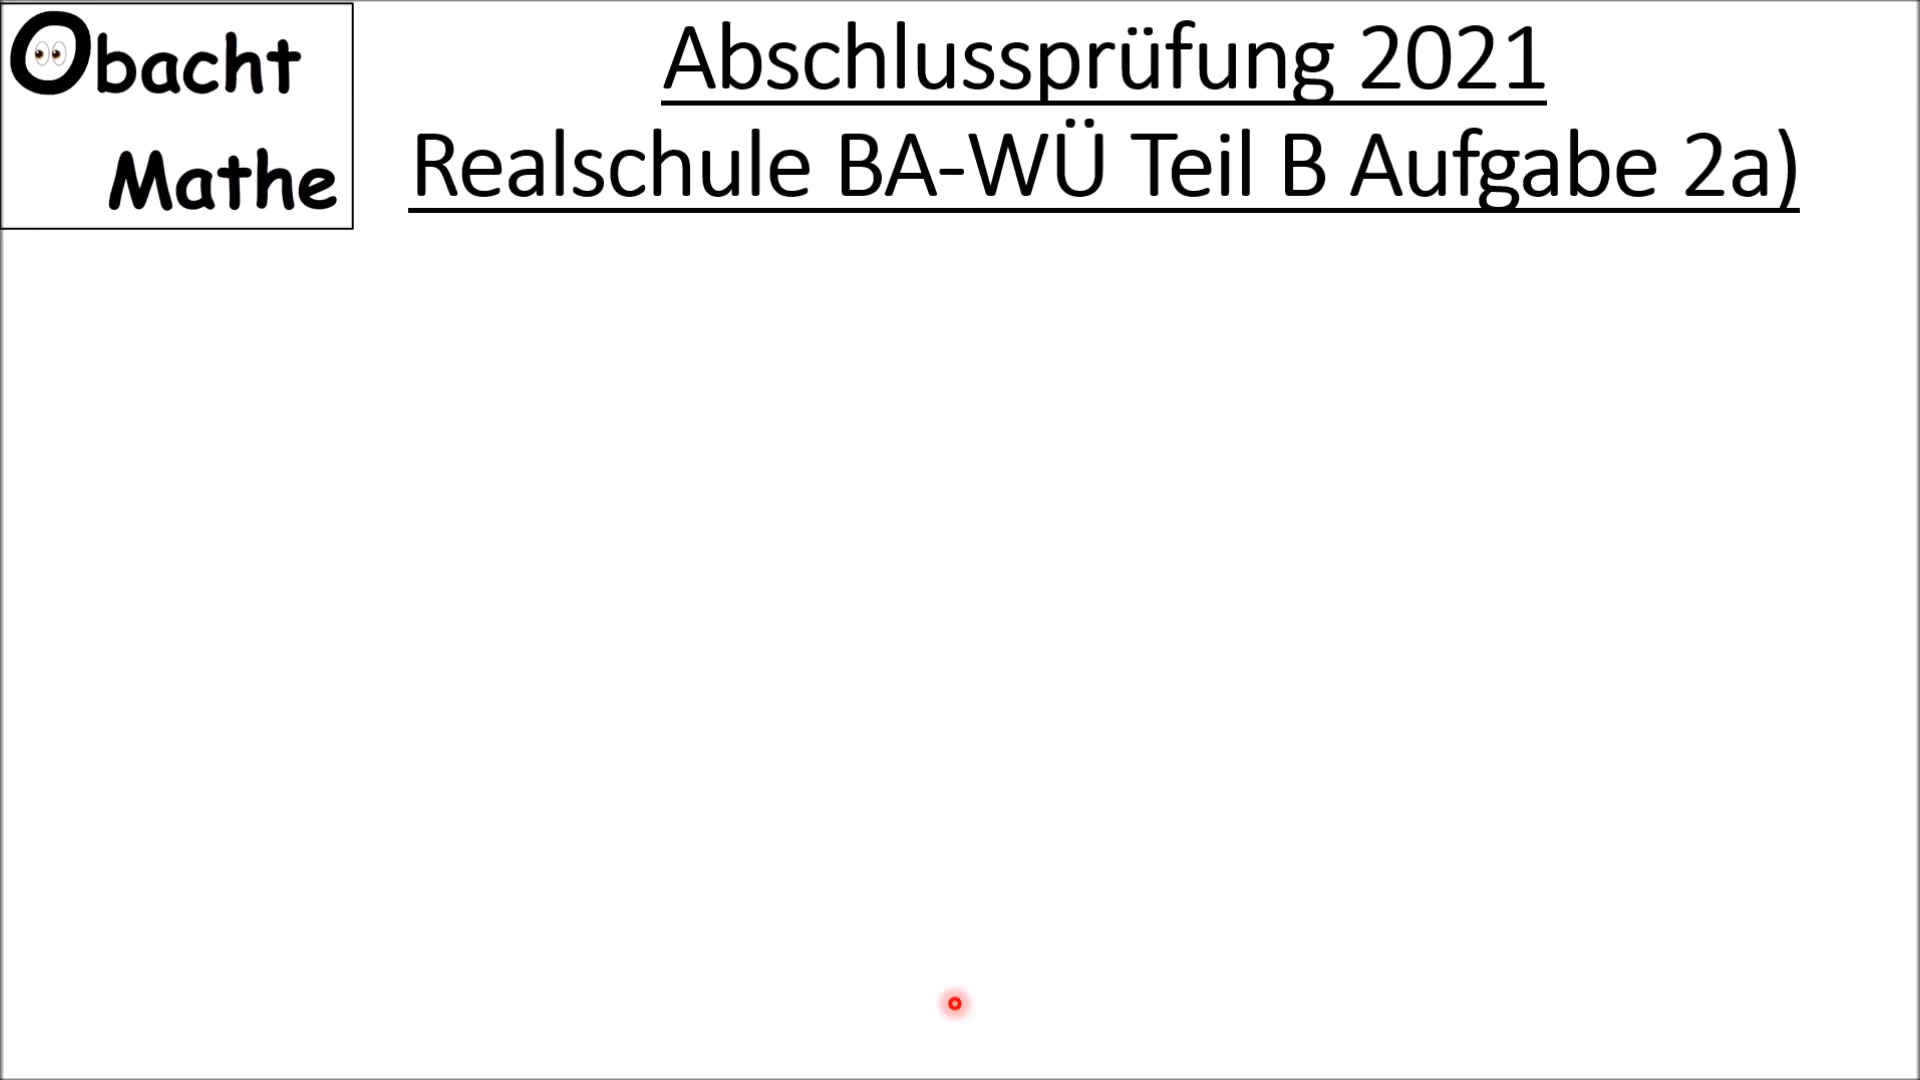 Obacht
Mathe
Abschlussprüfung 2021
Realschule BA-WÜ Teil B Aufgabe 2a)